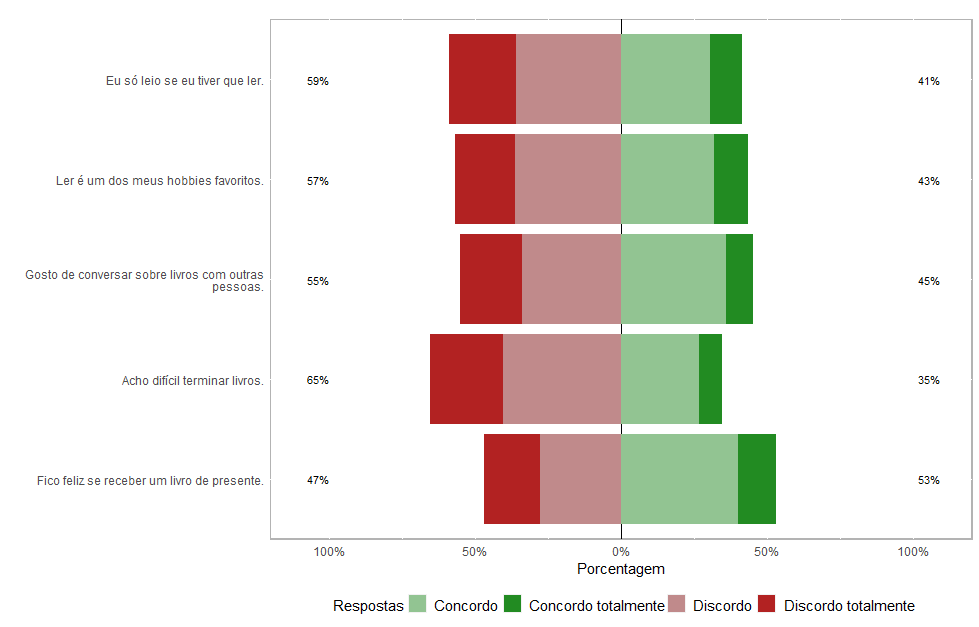 Eu só leio se eu tiver que ler.
59%
41%
Ler é um dos meus hobbies favoritos.
57%
43%
Gosto de conversar sobre livros com outras
pessoas.
55%
45%
Acho difícil terminar livros.
65%
35%
Fico feliz se receber um livro de presente.
47%
53%
100% 50% 0% 50% 100%
Porcentagem
Respostas Concordo Concordo totalmente Discordo Discordo totalmente